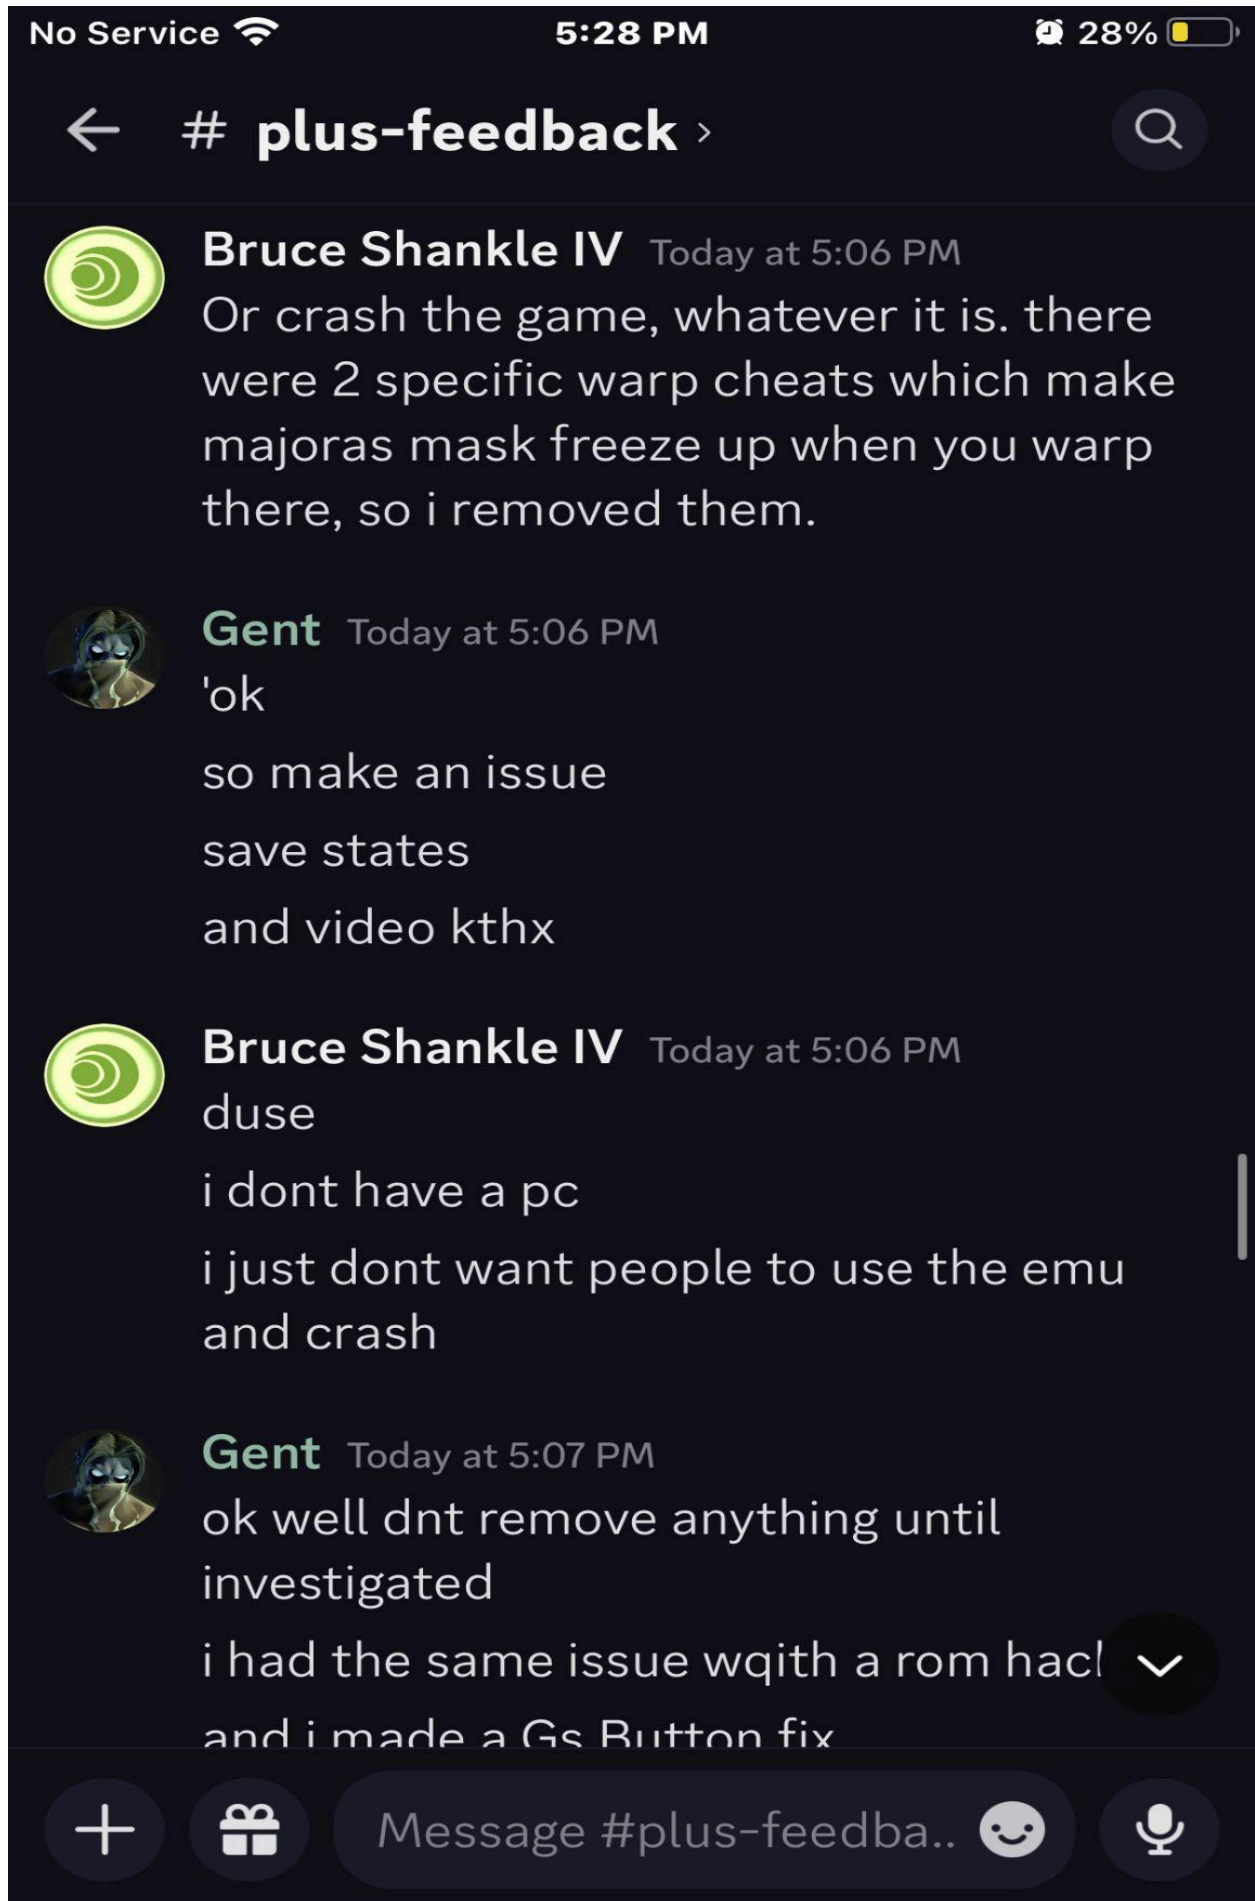 No Service 5:28 PM 28%
# plus-feedback
Bruce Shankle IV Today at 5:06 PM
Or crash the game, whatever it is. there
were 2 specific warp cheats which make
majoras mask freeze up when you warp
there, so i removed them.
Gent Today at 5:06 PM
'ok
so make an issue
save states
and video kthx
Bruce Shankle IV Today at 5:06 PM
duse
i dont have a pc
i just dont want people to use the emu
and crash
Gent Today at 5:07 PM
ok well dnt remove anything until
investigated
i had the same issue wqith a rom hack
and i made a Gs Button fix
Message #plus-feedba..